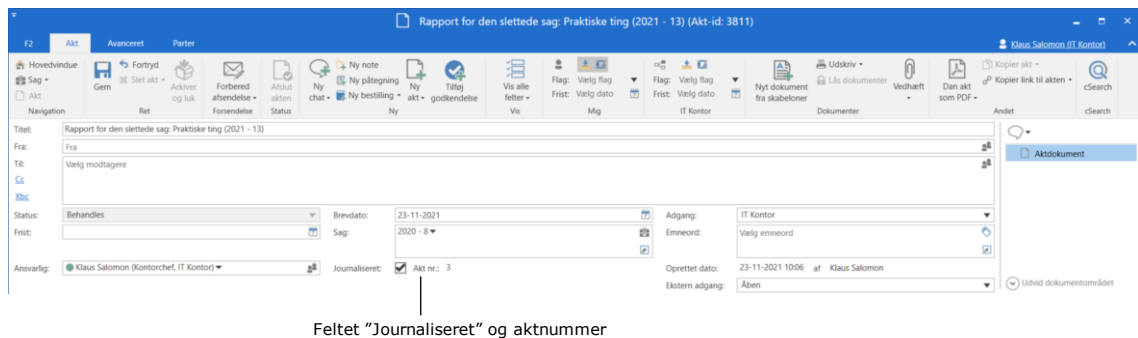 Rapport for den slettede sag: Praktiske ting (2021 - 13) (Akt-id: 3811)
F2 Akt Avanceret Parter Klaus Salomon (IT Kontor)
Hovedvindue
Sag
Akt
Navigation
Gem
Fortryd
Slet akt
Arkiver og luk
Ret
Forbered afsendelse
Forsendelse
Afslut akten
Status
Ny chat
Ny note
Ny påtegning
Ny bestilling
Ny akt
Tilføj godkendelse
Ny
Vis alle felter
Vis
Flag: Vælg flag
Frist: Vælg dato
Mig
Flag: Vælg flag
Frist: Vælg dato
IT Kontor
Nyt dokument fra skabeloner
Udskriv
Lås dokumenter
Vedhæft
Dokumenter
Dan akt som PDF
Kopier akt
Kopier link til akten
Andet
cSearch
cSearch
Titel: Rapport for den slettede sag: Praktiske ting (2021 - 13)
Fra: Fra
Til: Vælg modtagere
Cc
Xbc
Aktdokument
Status: Behandles Brevdato: 23-11-2021 Adgang: IT Kontor
Frist: Sag: 2020 - 8 Emneord: Vælg emneord
Ansvarlig: Klaus Salomon (Kontorchef, IT Kontor) Journaliseret: Akt nr.: 3 Oprettet dato: 23-11-2021 10:06 af Klaus Salomon
Ekstern adgang: Åben Udvid dokumentområdet
Feltet ”Journaliseret” og aktnummer